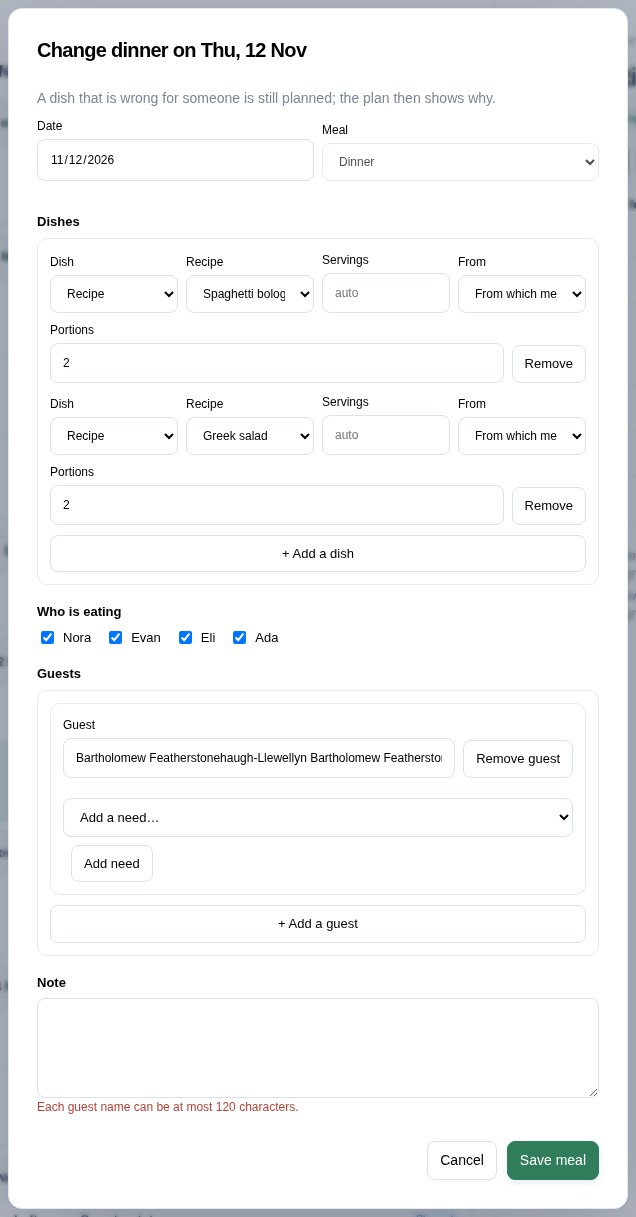 Change dinner on Thu, 12 Nov
A dish that is wrong for someone is still planned; the plan then shows why.
Date
Meal
11/12/2026
Dinner
Dishes
Dish
Recipe
Servings
From
Recipe
Spaghetti bolog
auto
From which me
Portions
2
Remove
Dish
Recipe
Servings
From
Recipe
Greek salad
auto
From which me
Portions
2
Remove
+ Add a dish
Who is eating
Nora
Evan
Eli
Ada
Guests
Guest
Bartholomew Featherstonehaugh-Llewellyn Bartholomew Feathersto
Remove guest
Add a need…
Add need
+ Add a guest
Note
Each guest name can be at most 120 characters.
Cancel
Save meal